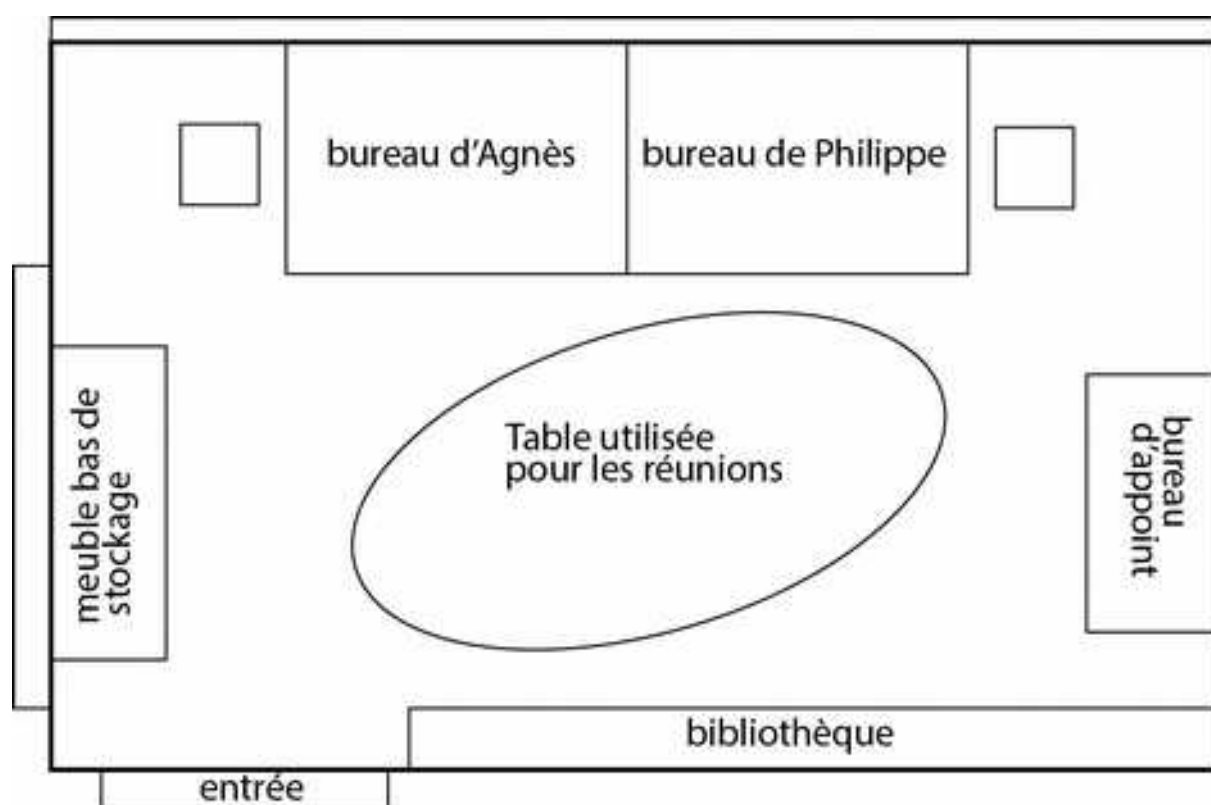 bureau d'Agnès
bureau de Philippe
Table utilisée
pour les réunions
meuble bas de
stockage
bureau
d'appoint
bibliothèque
entrée